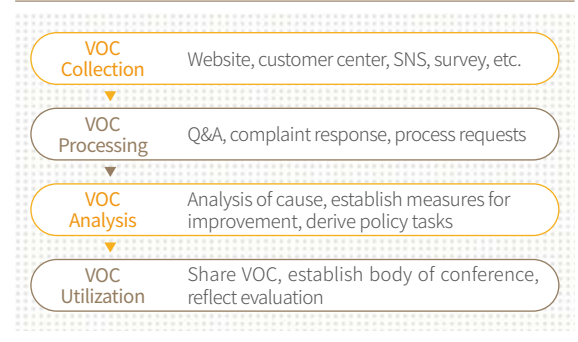 VOC
Collection
Website, customer center, SNS, survey, etc.
VOC
Processing
Q&A, complaint response, process requests
VOC
Analysis
Analysis of cause, establish measures for
improvement, derive policy tasks
VOC
Utilization
Share VOC, establish body of conference,
reflect evaluation